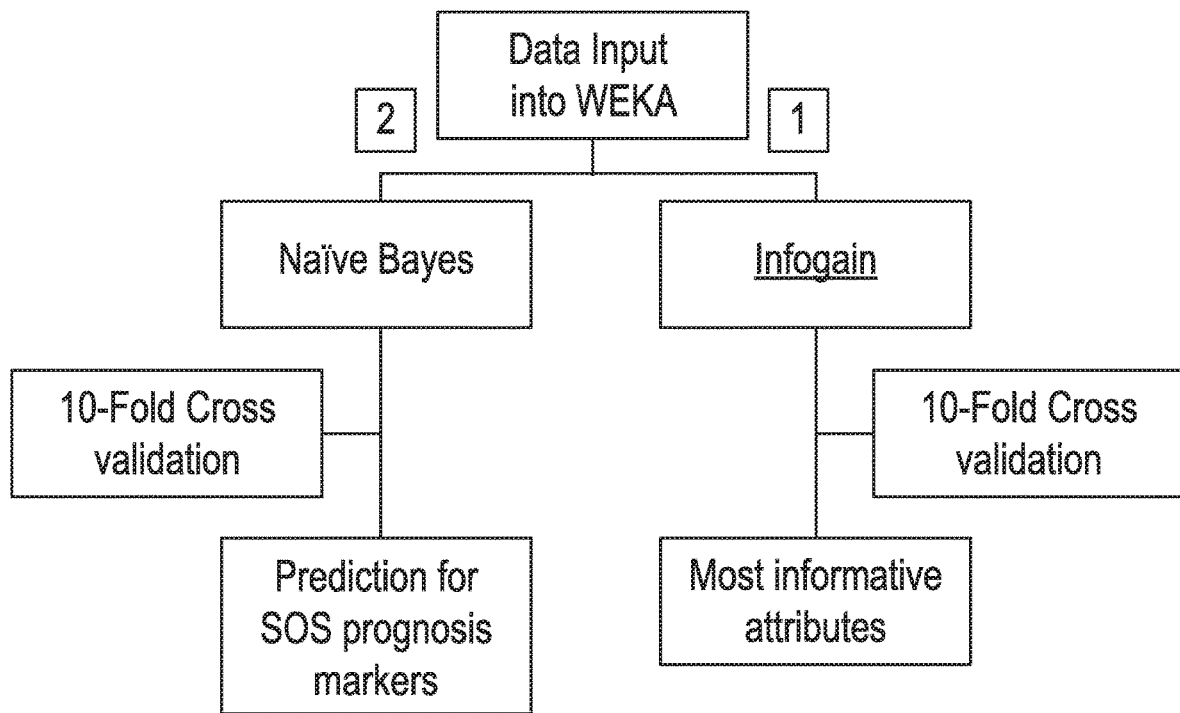 Data Input
into WEKA
2
1
Naïve Bayes
Infogain
10-Fold Cross
validation
10-Fold Cross
validation
Prediction for
SOS prognosis
markers
Most informative
attributes